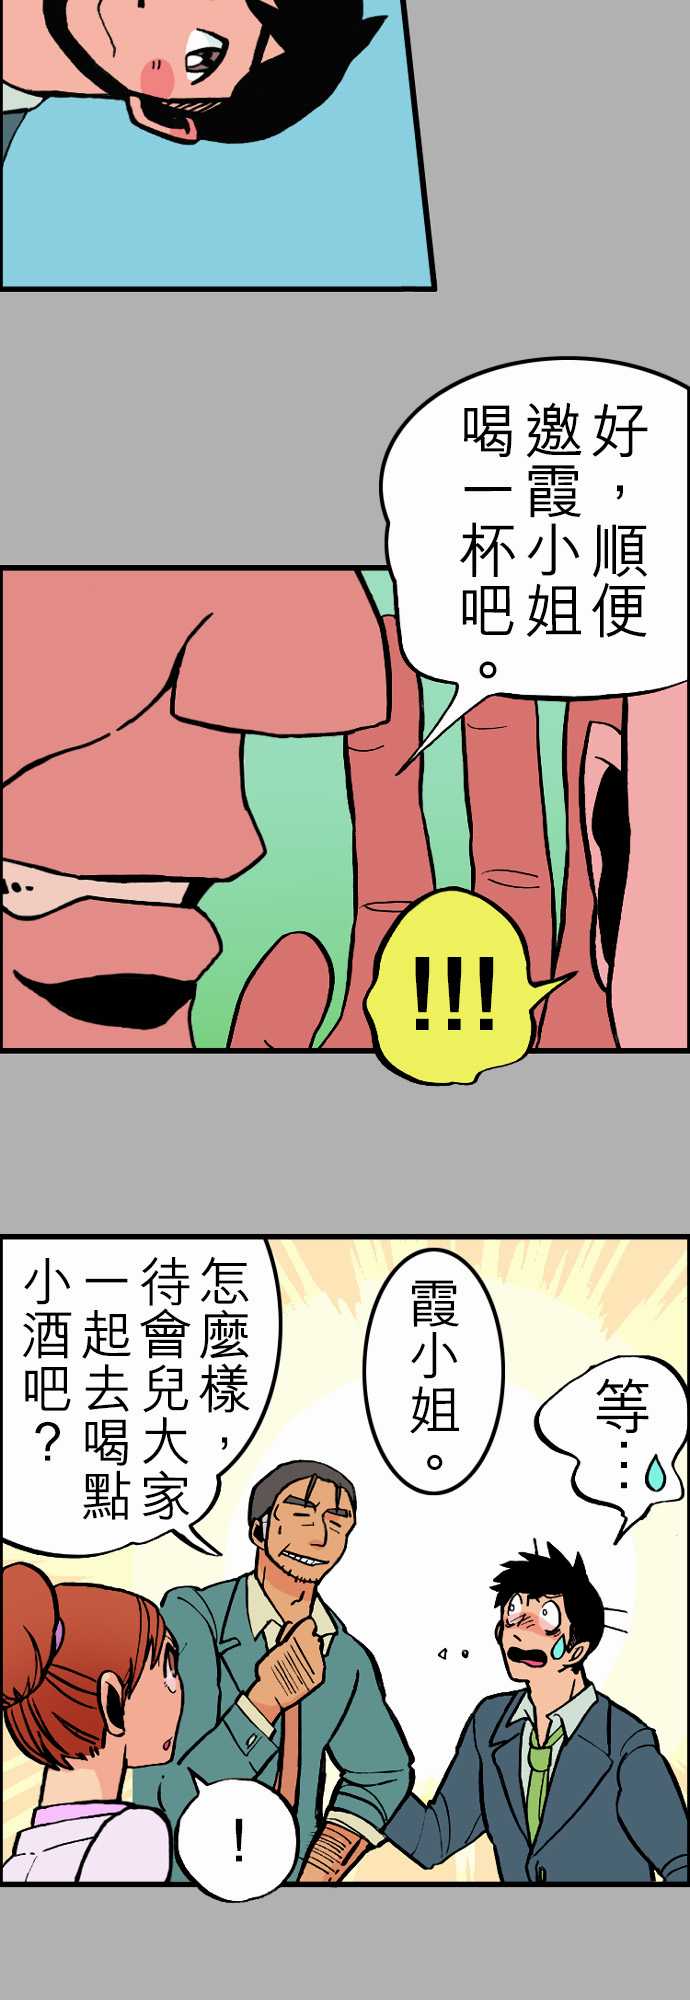 好，順便
邀霞小姐
喝一杯吧。
!!!
霞小姐。
怎麼樣，
待會兒大家
一起去喝點
小酒吧？
等…
！